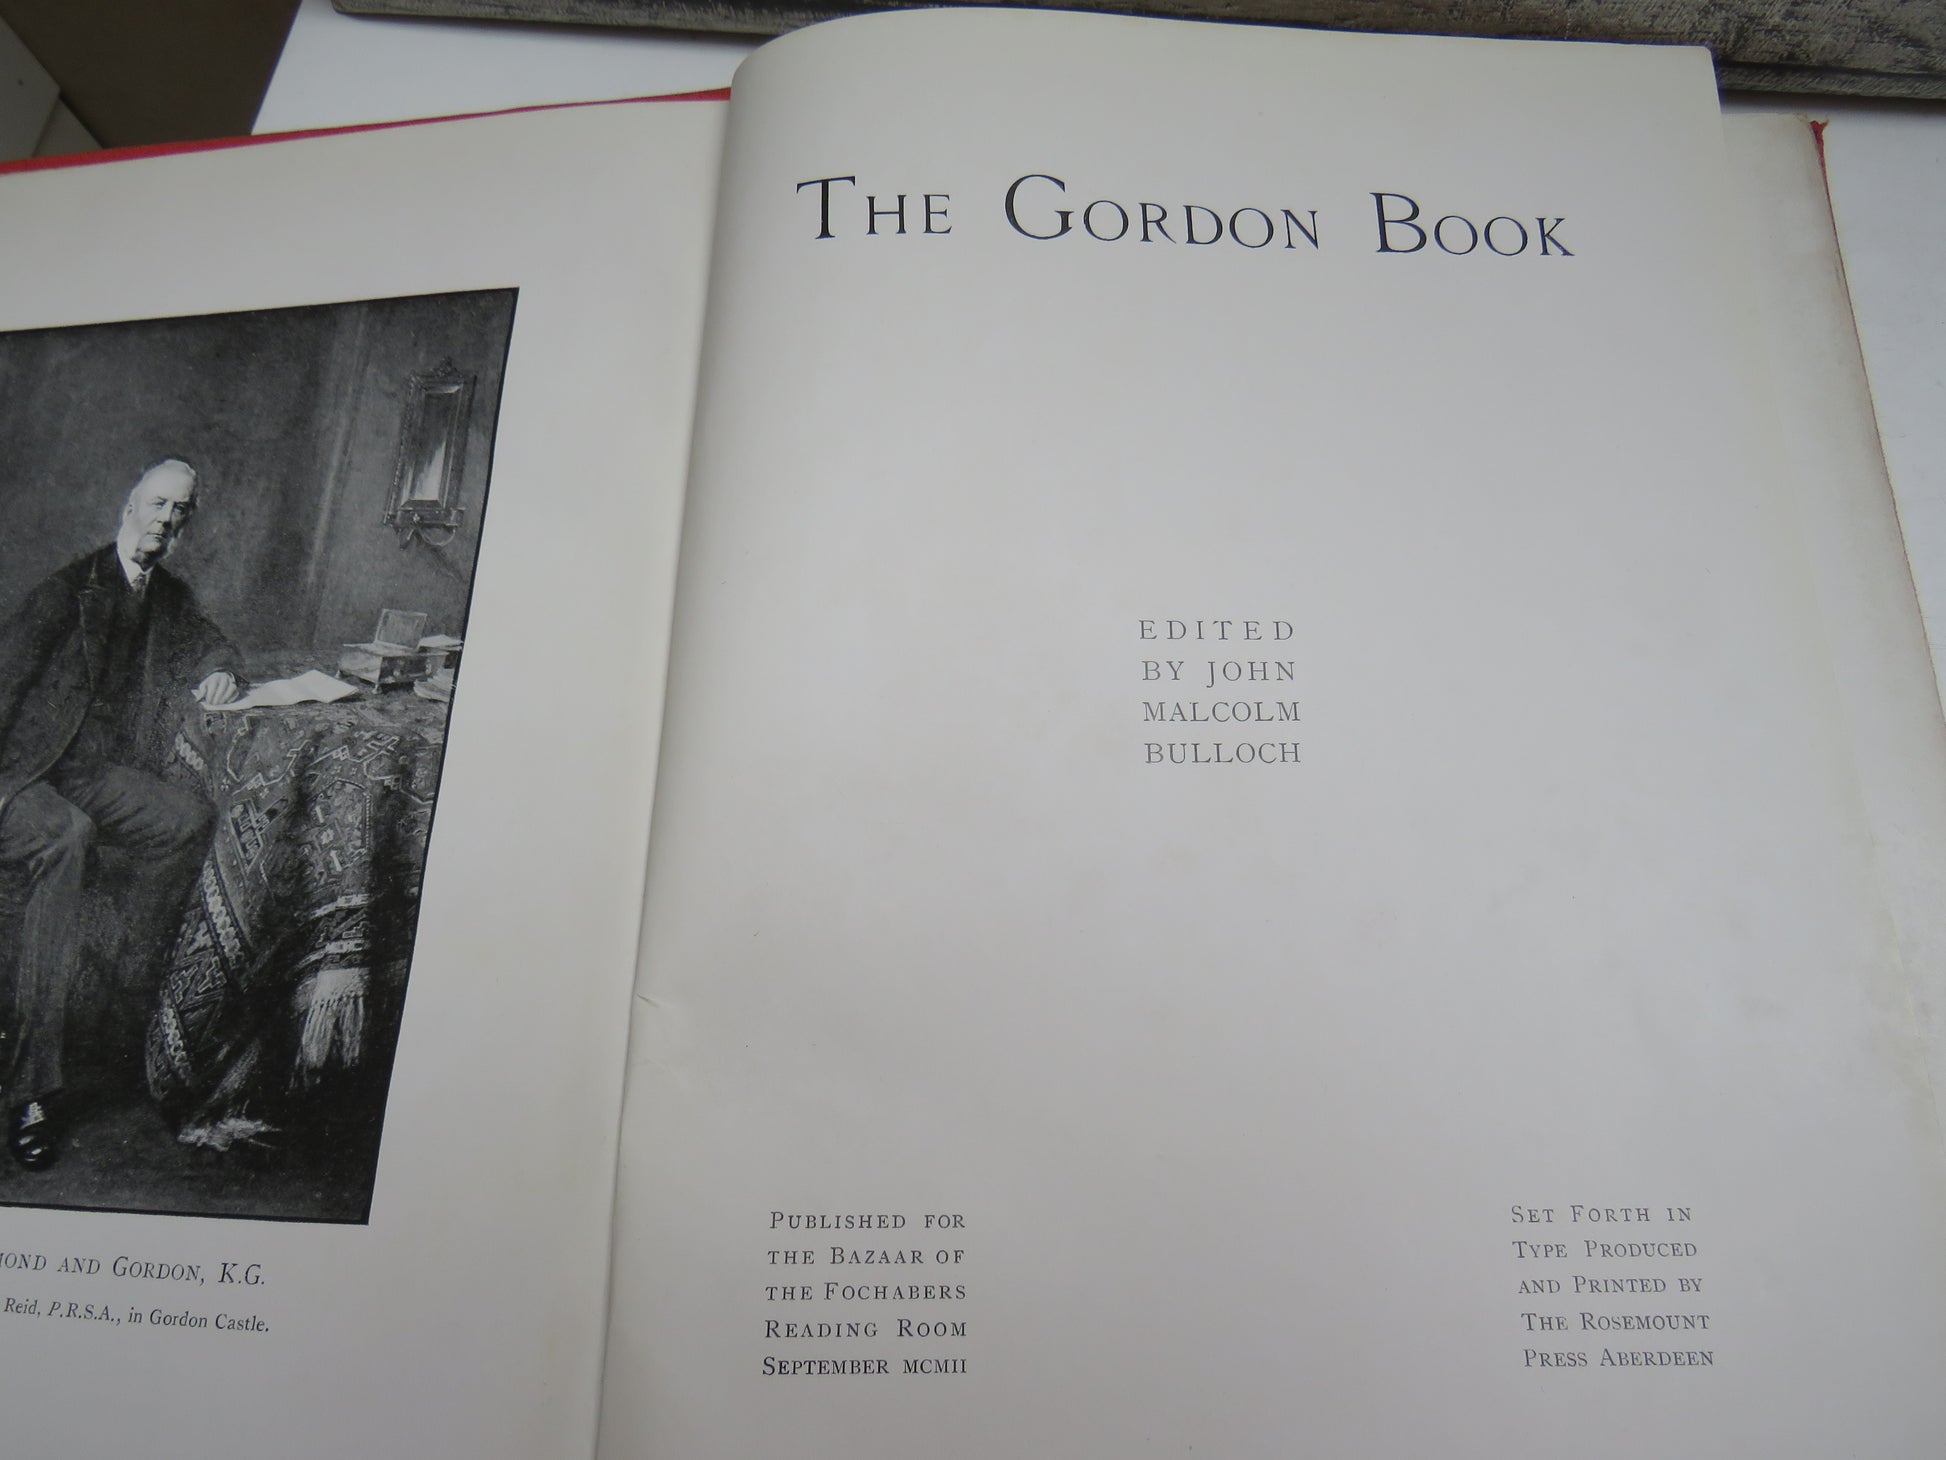 THE GORDON BOOK
EDITED
BY JOHN
MALCOLM
BULLOCH
PUBLISHED FOR
THE BAZAAR OF
THE FOCHABERS
READING ROOM
SEPTEMBER MCMII
SET FORTH IN
TYPE PRODUCED
AND PRINTED BY
THE ROSEMOUNT
PRESS ABERDEEN
AND GORDON, K.G.
Reid, P.R.S.A., in Gordon Castle.